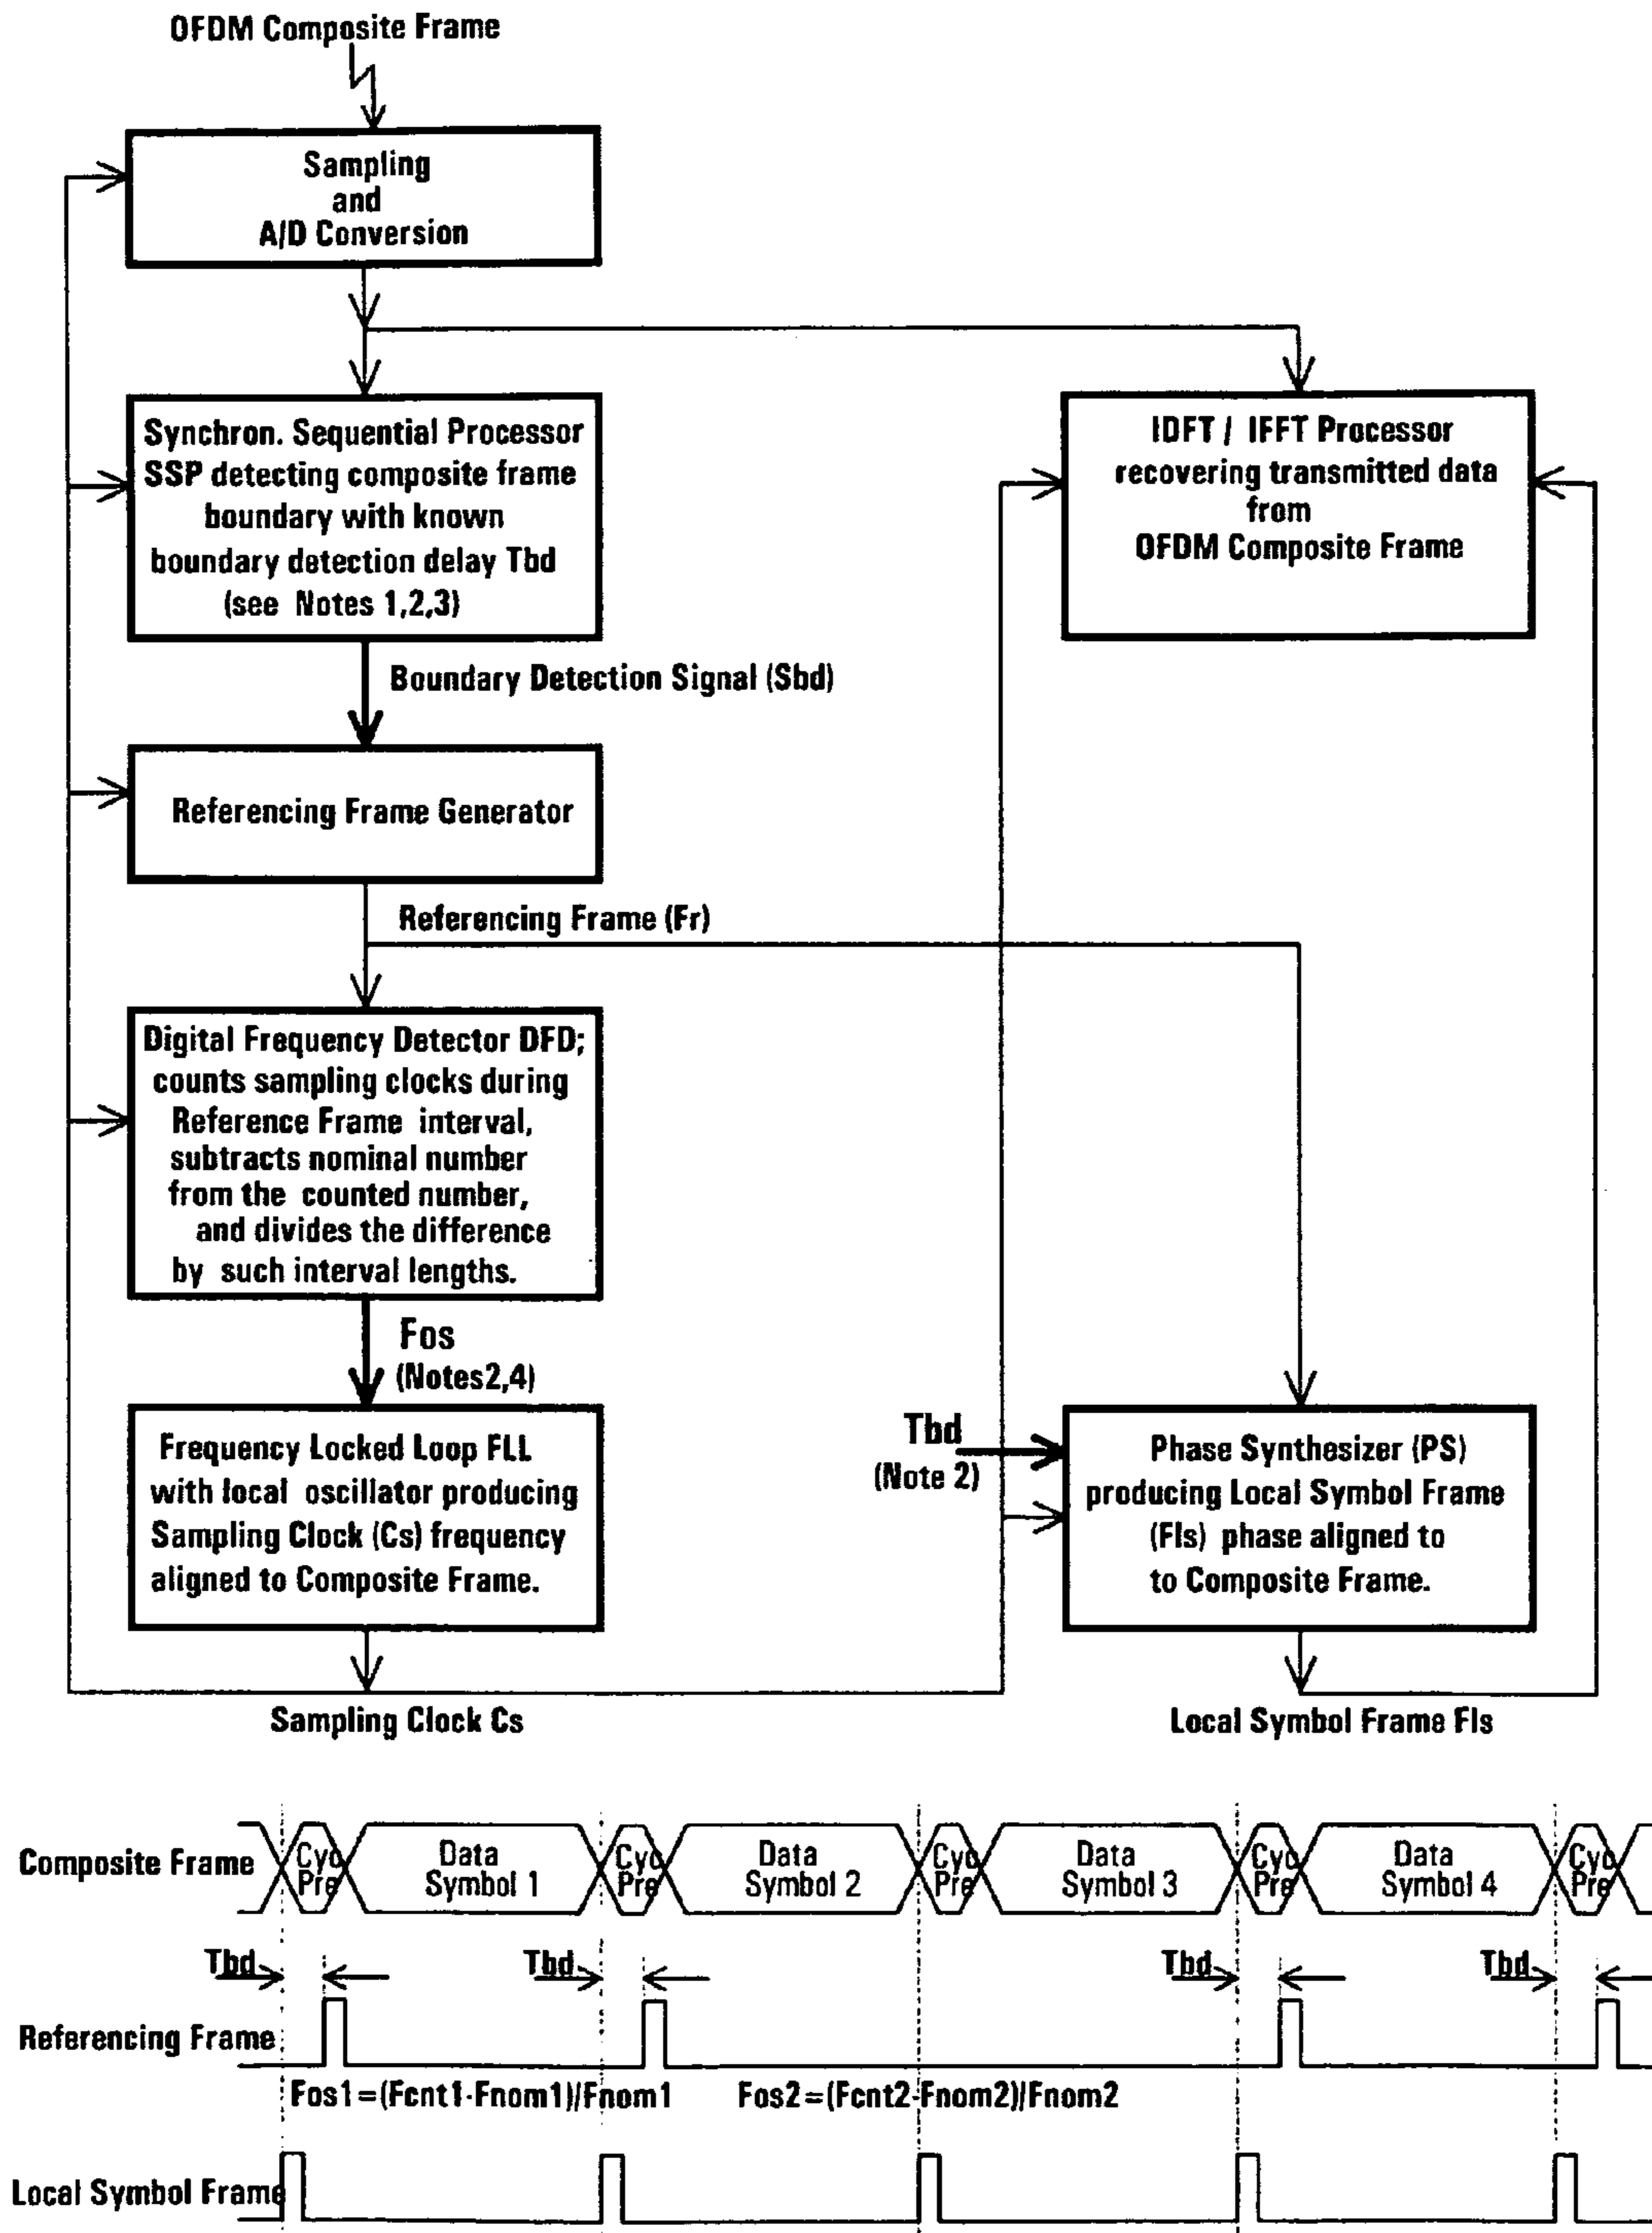 OFDM Composite Frame
Sampling
and
A/D Conversion
Synchron. Sequential Processor
SSP detecting composite frame
boundary with known
boundary detection delay Tbd
(see Notes 1,2,3)
IDFT / IFFT Processor
recovering transmitted data
from
OFDM Composite Frame
Boundary Detection Signal (Sbd)
Referencing Frame Generator
Referencing Frame (Fr)
Digital Frequency Detector DFD;
counts sampling clocks during
Reference Frame interval,
subtracts nominal number
from the counted number,
and divides the difference
by such interval lengths.
Fos
(Notes2,4)
Frequency Locked Loop FLL
with local oscillator producing
Sampling Clock (Cs) frequency
aligned to Composite Frame.
Tbd
(Note 2)
Phase Synthesizer (PS)
producing Local Symbol Frame
(Fls) phase aligned to
to Composite Frame.
Sampling Clock Cs
Local Symbol Frame Fls
Composite Frame
Cyc
Pre
Data
Symbol 1
Cyc
Pre
Data
Symbol 2
Cyc
Pre
Data
Symbol 3
Cyc
Pre
Data
Symbol 4
Cyc
Pre
Tbd
Tbd
Tbd
Tbd
Referencing Frame
Fos1=(Fcnt1-Fnom1)/Fnom1
Fos2=(Fcnt2-Fnom2)/Fnom2
Local Symbol Frame